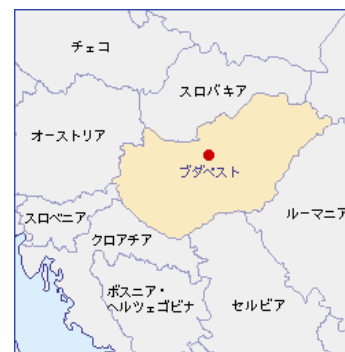 チェコ
スロバキア
オーストリア
ブダペスト
ルーマニア
スロベニア
クロアチア
ボスニア・
ヘルツェゴビナ
セルビア